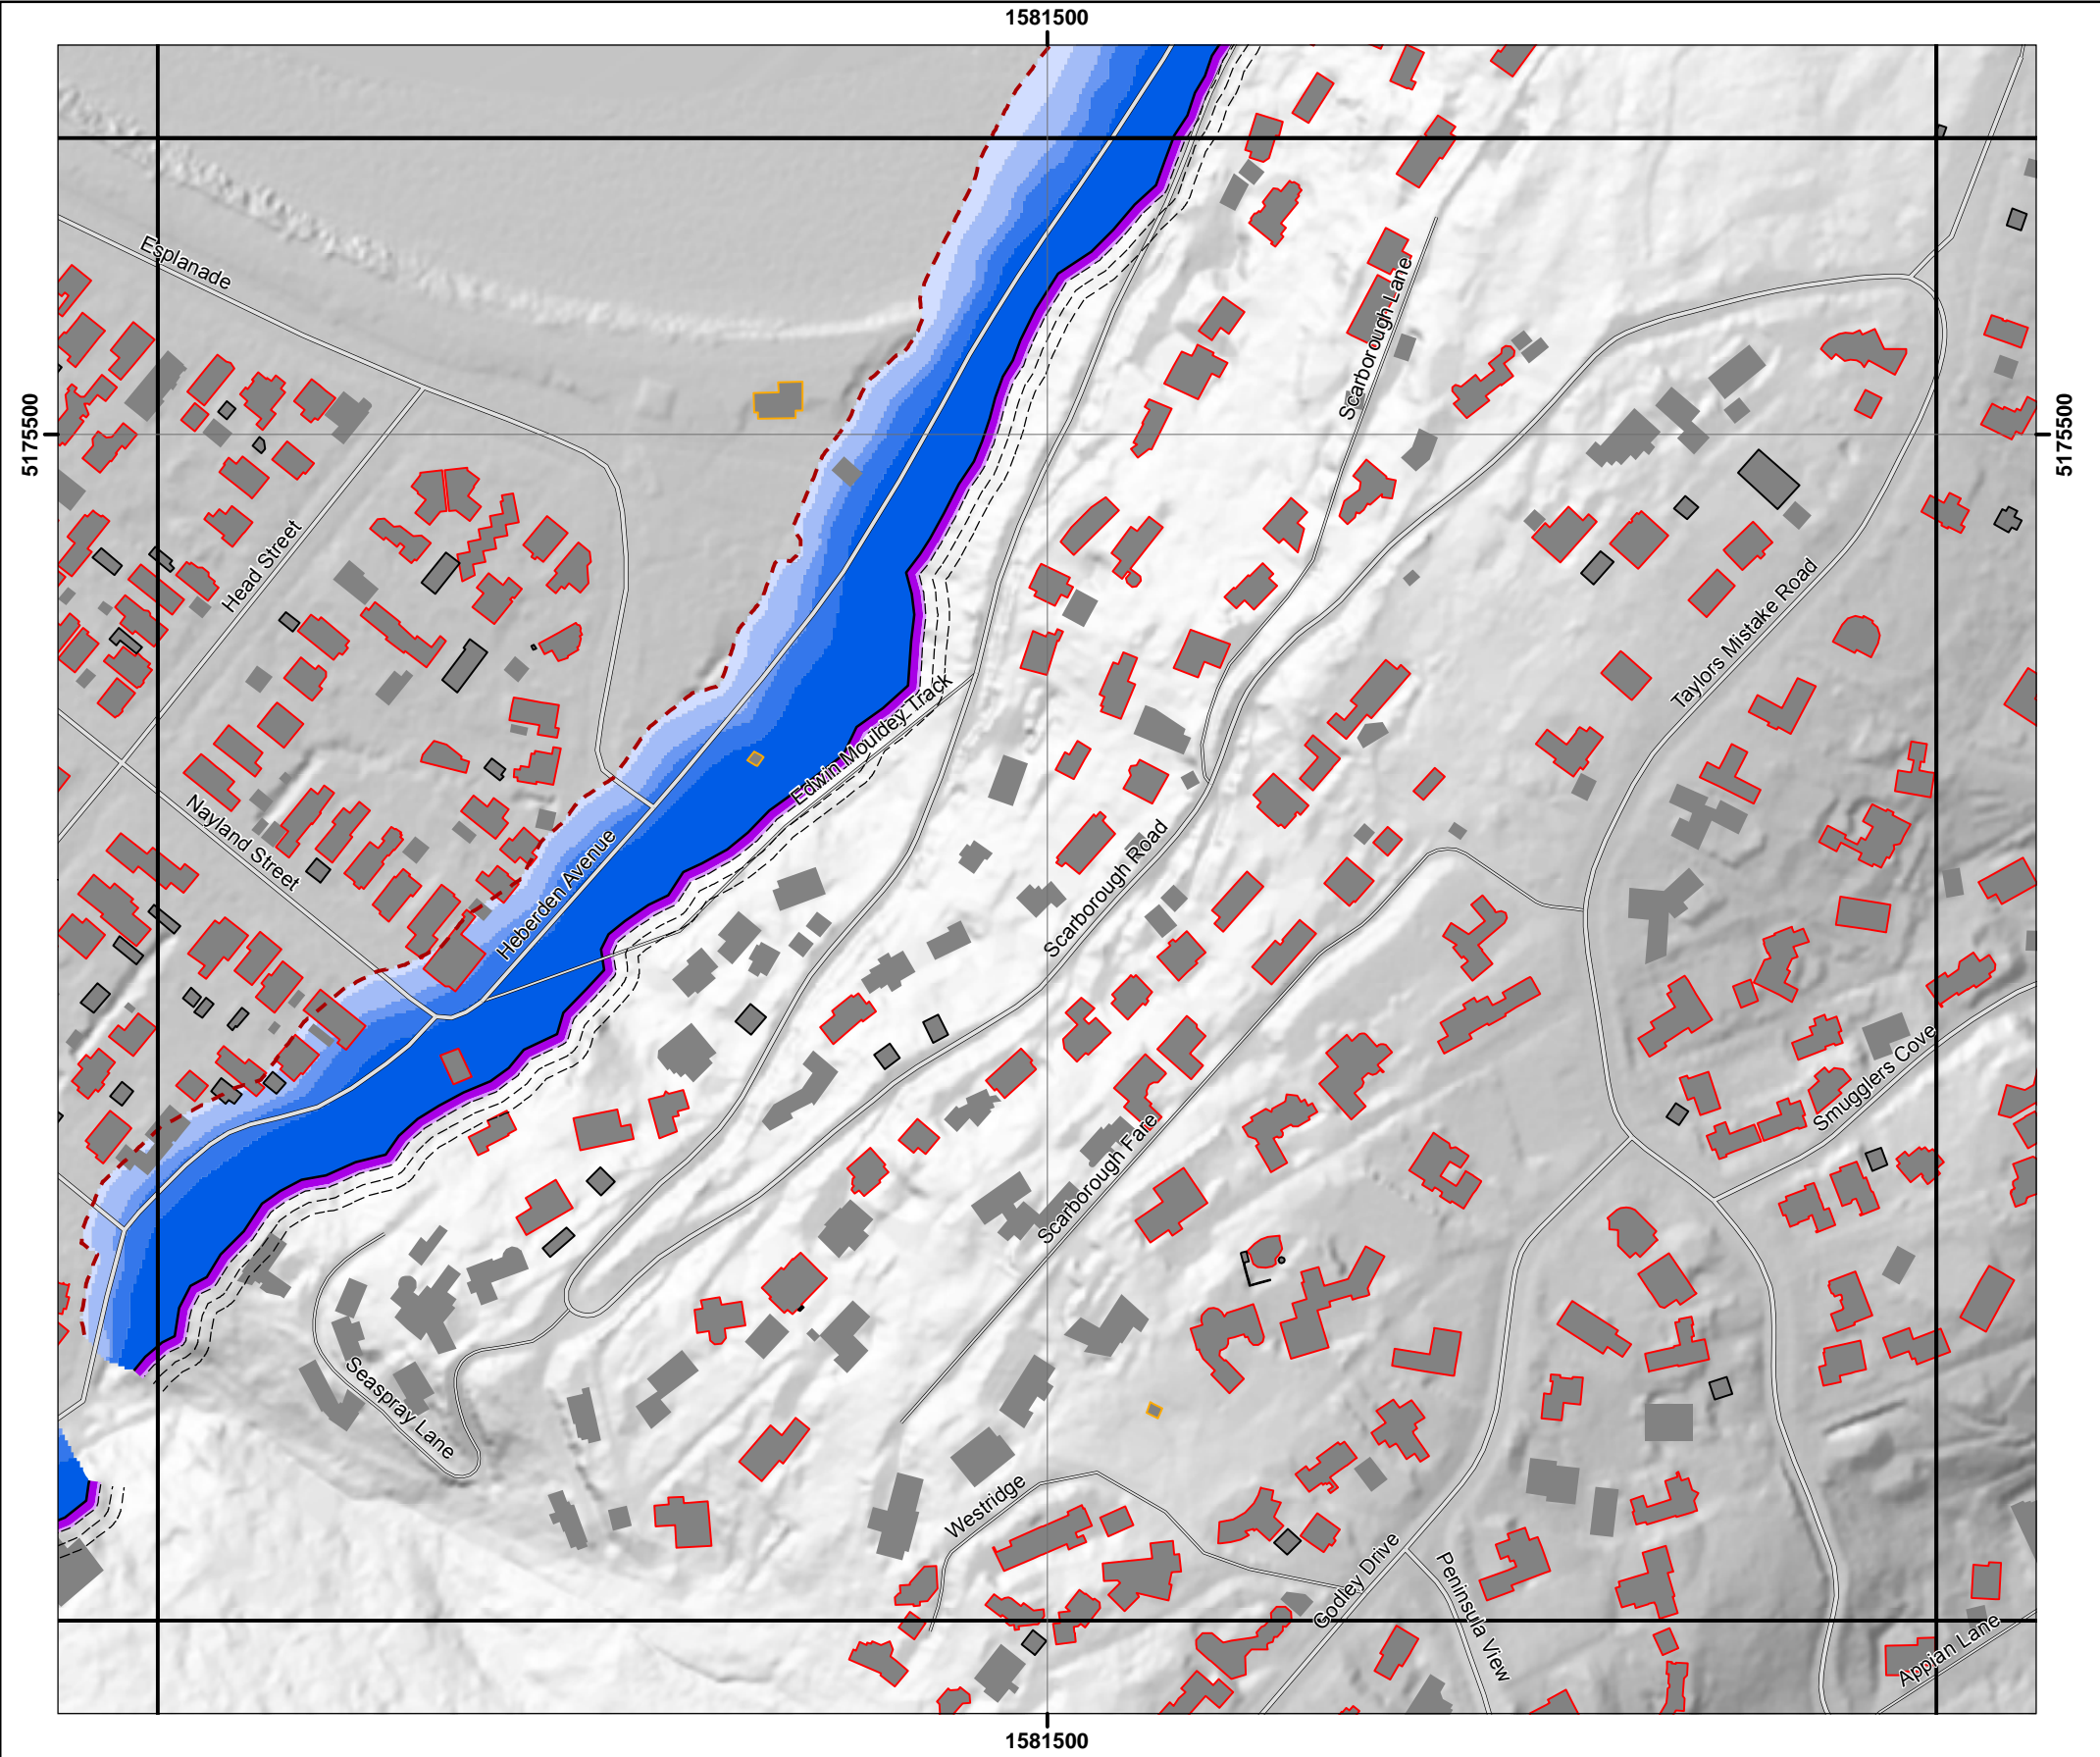 1581500
Esplanade
Scarborough Lane
5175500
5175500
Head Street
Taylors Mistake Road
Edwin Mouldey Track
Nayland Street
Heberden Avenue
Scarborough Road
Smugglers Cove
Scarborough Fare
Seaspray Lane
Westridge
Godley Drive
Peninsula View
Appian Lane
1581500